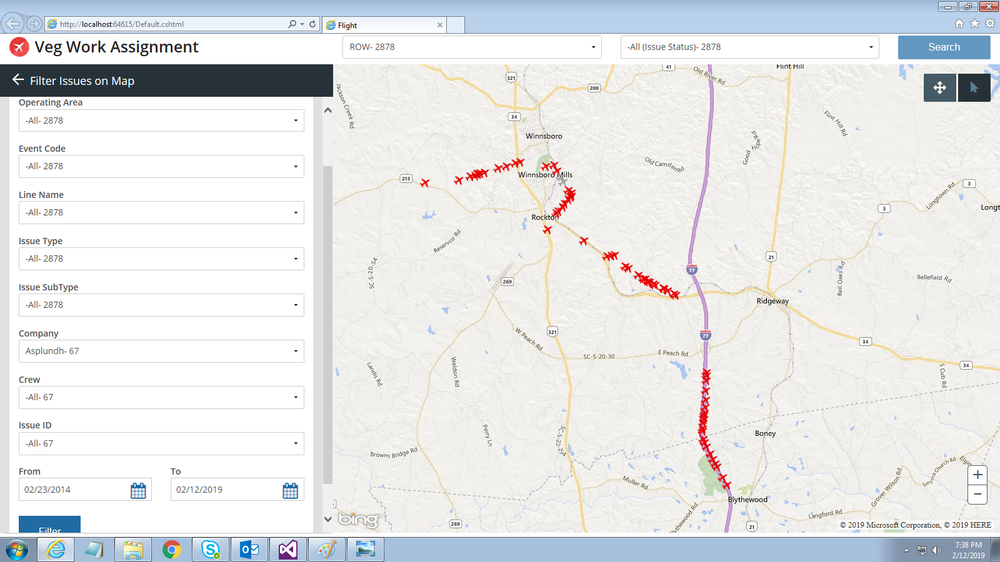 http://localhost:64615/Default.cshtml
Flight
Veg Work Assignment
ROW- 2878
-All (Issue Status)- 2878
Search
Filter Issues on Map
Operating Area
-All- 2878
Event Code
-All- 2878
Line Name
-All- 2878
Issue Type
-All- 2878
Issue SubType
-All- 2878
Company
Asplundh- 67
Crew
-All- 67
Issue ID
-All- 67
From
To
02/23/2014
02/12/2019
Filter
41
Old River Rd
Flint Hill
321
200
Jackson Creek Rd
34
Flint Hill Rd
Winnsboro
Old Camden Rd
213
Winnsboro Mills
3
Longtown Rd
3
Rockton
Reservoir Rd
21
SC-S-20-54
77
Bell Oaks Rd
Bellefield Rd
269
Ridgeway
321
W Peach Rd
77
34
SC-S-20-30
E Peach Rd
34
Landis Rd
Weldon Rd
S Cub Rd
Perry Ln
SC-S-20-254
Boney
Browns Bridge Rd
Smyrna Church Rd
Muller Rd
Grover Wilson Rd
Blythewood
Langford Rd
Blythewood Rd
bing
269
21
© 2019 Microsoft Corporation, © 2019 HERE
7:38 PM
2/12/2019